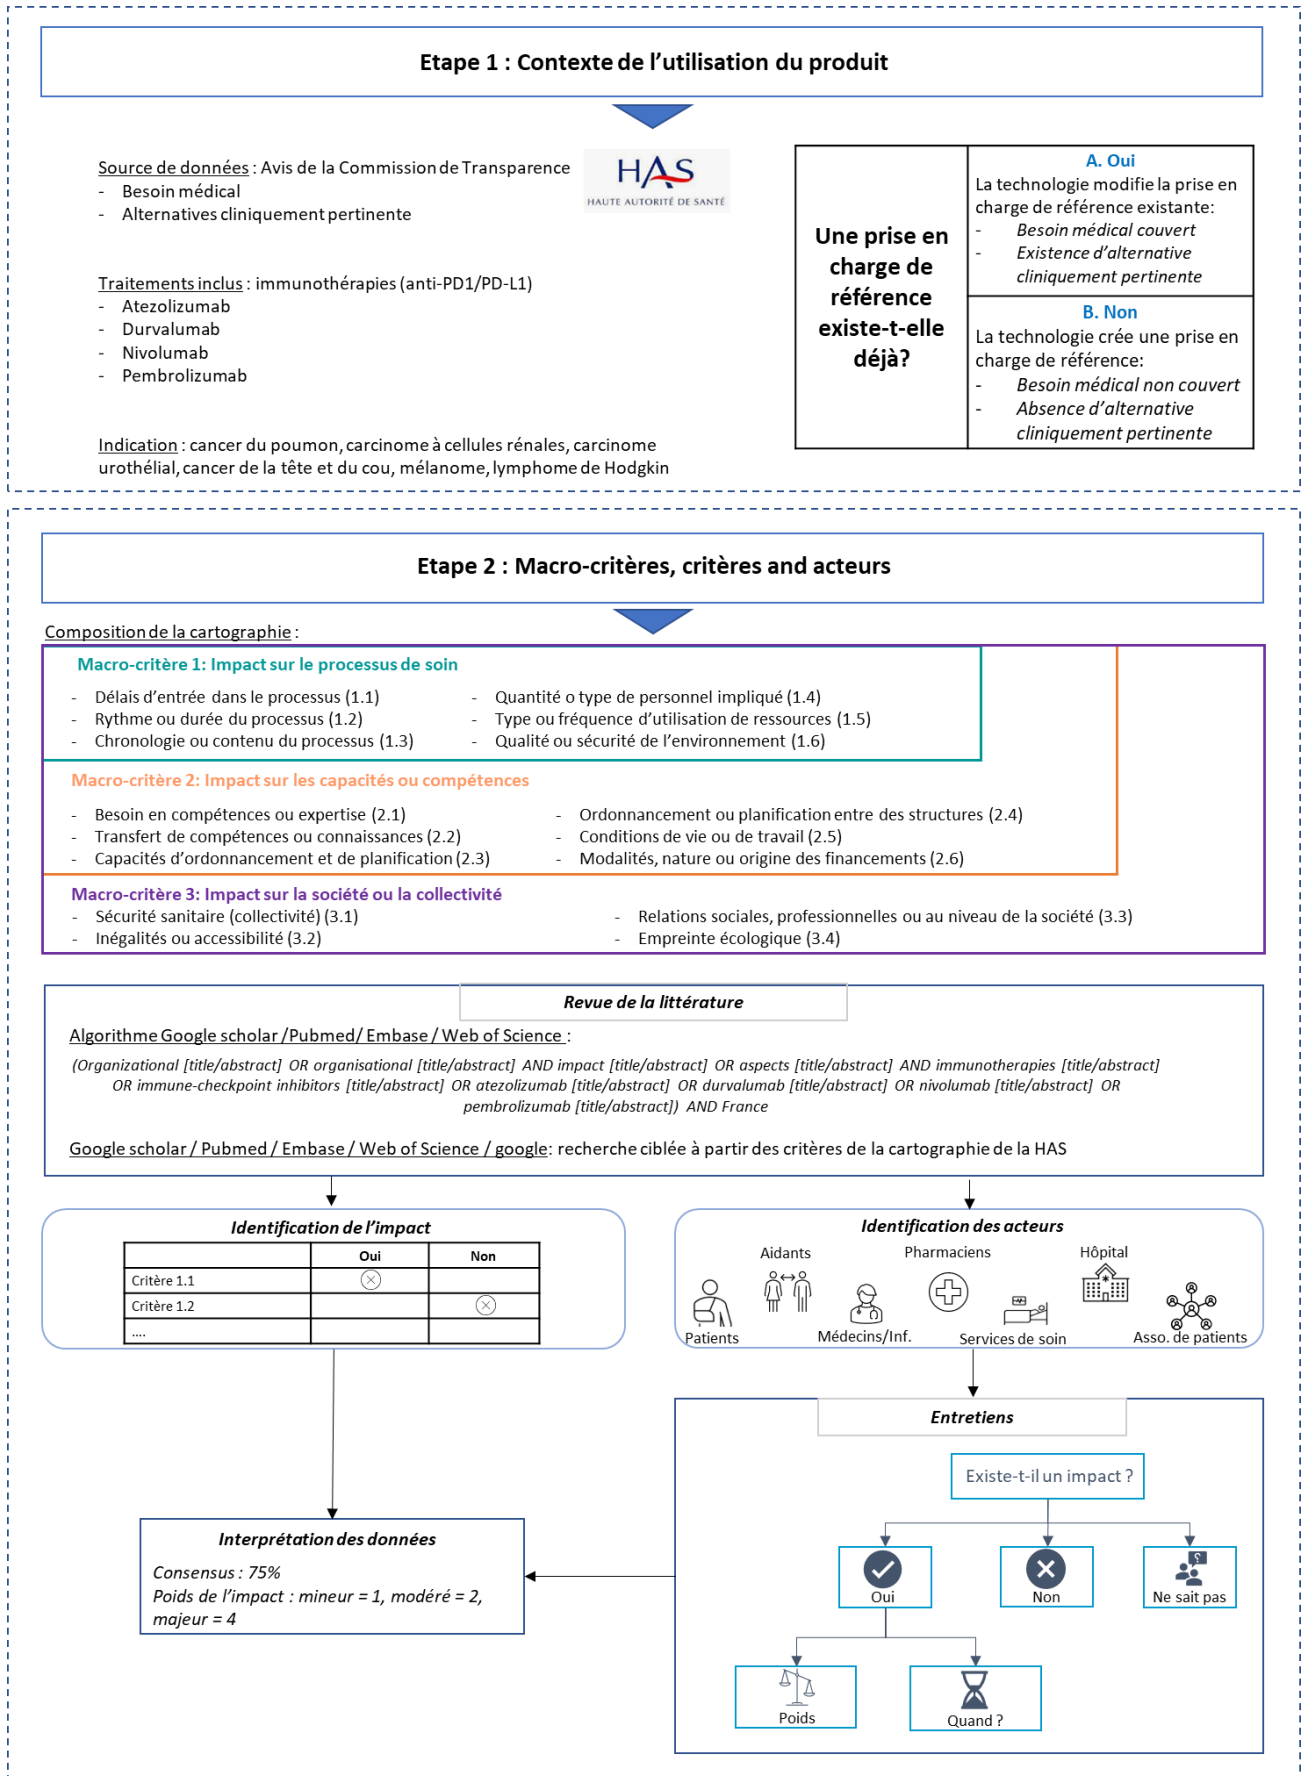 Etape 1 : Contexte de l'utilisation du produit
Source de données : Avis de la Commission de Transparence
- Besoin médical
- Alternatives cliniquement pertinente
HAS
HAUTE AUTORITÉ DE SANTÉ
Traitements inclus : immunothérapies (anti-PD1/PD-L1)
- Atezolizumab
- Durvalumab
- Nivolumab
- Pembrolizumab
Indication : cancer du poumon, carcinome à cellules rénales, carcinome
urothélial, cancer de la tête et du cou, mélanome, lymphome de Hodgkin
Une prise en
charge de
référence
existe-t-elle
déjà?
A. Oui
La technologie modifie la prise en
charge de référence existante:
- Besoin médical couvert
- Existence d'alternative
cliniquement pertinente
B. Non
La technologie crée une prise en
charge de référence:
- Besoin médical non couvert
- Absence d'alternative
cliniquement pertinente
Etape 2 : Macro-critères, critères and acteurs
Composition de la cartographie :
Macro-critère 1: Impact sur le processus de soin
- Délais d'entrée dans le processus (1.1)
- Rythme ou durée du processus (1.2)
- Chronologie ou contenu du processus (1.3)
- Quantité o type de personnel impliqué (1.4)
- Type ou fréquence d'utilisation de ressources (1.5)
- Qualité ou sécurité de l'environnement (1.6)
Macro-critère 2: Impact sur les capacités ou compétences
- Besoin en compétences ou expertise (2.1)
- Transfert de compétences ou connaissances (2.2)
- Capacités d'ordonnancement et de planification (2.3)
- Ordonnancement ou planification entre des structures (2.4)
- Conditions de vie ou de travail (2.5)
- Modalités, nature ou origine des financements (2.6)
Macro-critère 3: Impact sur la société ou la collectivité
- Sécurité sanitaire (collectivité) (3.1)
- Inégalités ou accessibilité (3.2)
- Relations sociales, professionnelles ou au niveau de la société (3.3)
- Empreinte écologique (3.4)
Revue de la littérature
Algorithme Google scholar /Pubmed/ Embase / Web of Science :
(Organizational [title/abstract] OR organisational [title/abstract] AND impact [title/abstract] OR aspects [title/abstract] AND immunotherapies [title/abstract]
OR immune-checkpoint inhibitors [title/abstract] OR atezolizumab [title/abstract] OR durvalumab [title/abstract] OR nivolumab [title/abstract] OR
pembrolizumab [title/abstract]) AND France
Google scholar / Pubmed / Embase / Web of Science / google: recherche ciblée à partir des critères de la cartographie de la HAS
Identification de l'impact
Oui Non
Critère 1.1
Critère 1.2
....
Identification des acteurs
Aidants
Pharmaciens
Hôpital
Patients
Médecins/Inf.
Services de soin
Asso. de patients
Entretiens
Existe-t-il un impact ?
Oui
Non
?
Ne sait pas
Poids
Quand ?
Interprétation des données
Consensus : 75%
Poids de l'impact : mineur = 1, modéré = 2,
majeur = 4